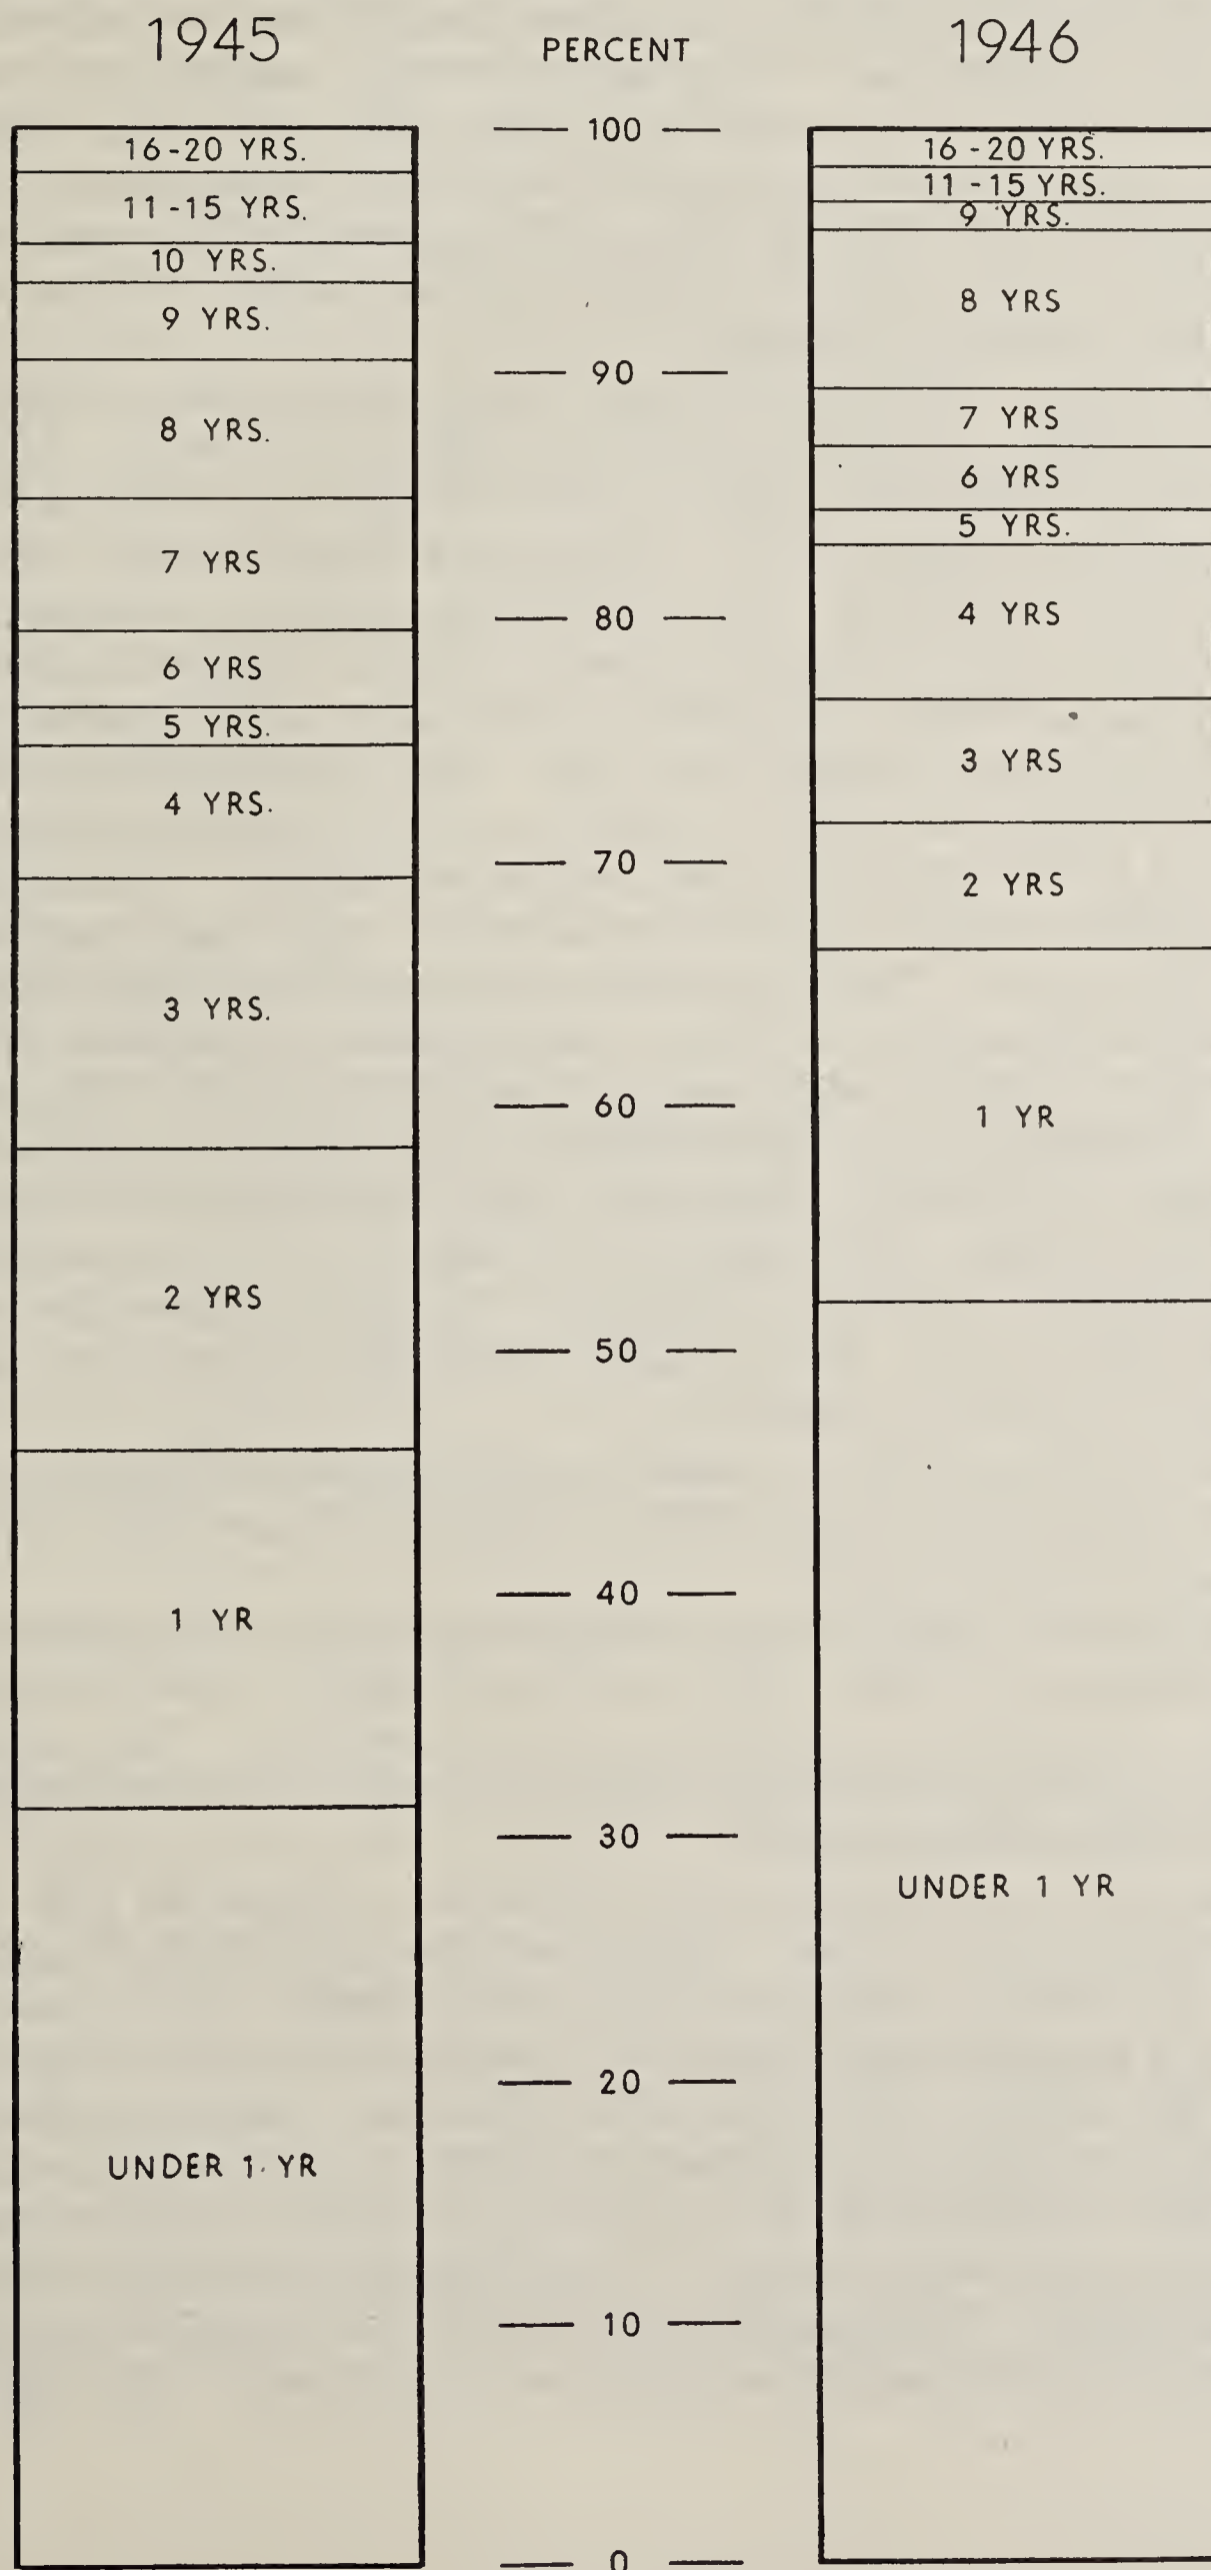 1945
PERCENT
1946
16-20 YRS.
11-15 YRS.
10 YRS.
9 YRS.
8 YRS.
7 YRS
6 YRS
5 YRS.
4 YRS.
3 YRS.
2 YRS
1 YR
UNDER 1 YR
100
90
80
70
60
50
40
30
20
10
0
16-20 YRS.
11-15 YRS.
9 YRS.
8 YRS
7 YRS
6 YRS
5 YRS.
4 YRS
3 YRS
2 YRS
1 YR
UNDER 1 YR